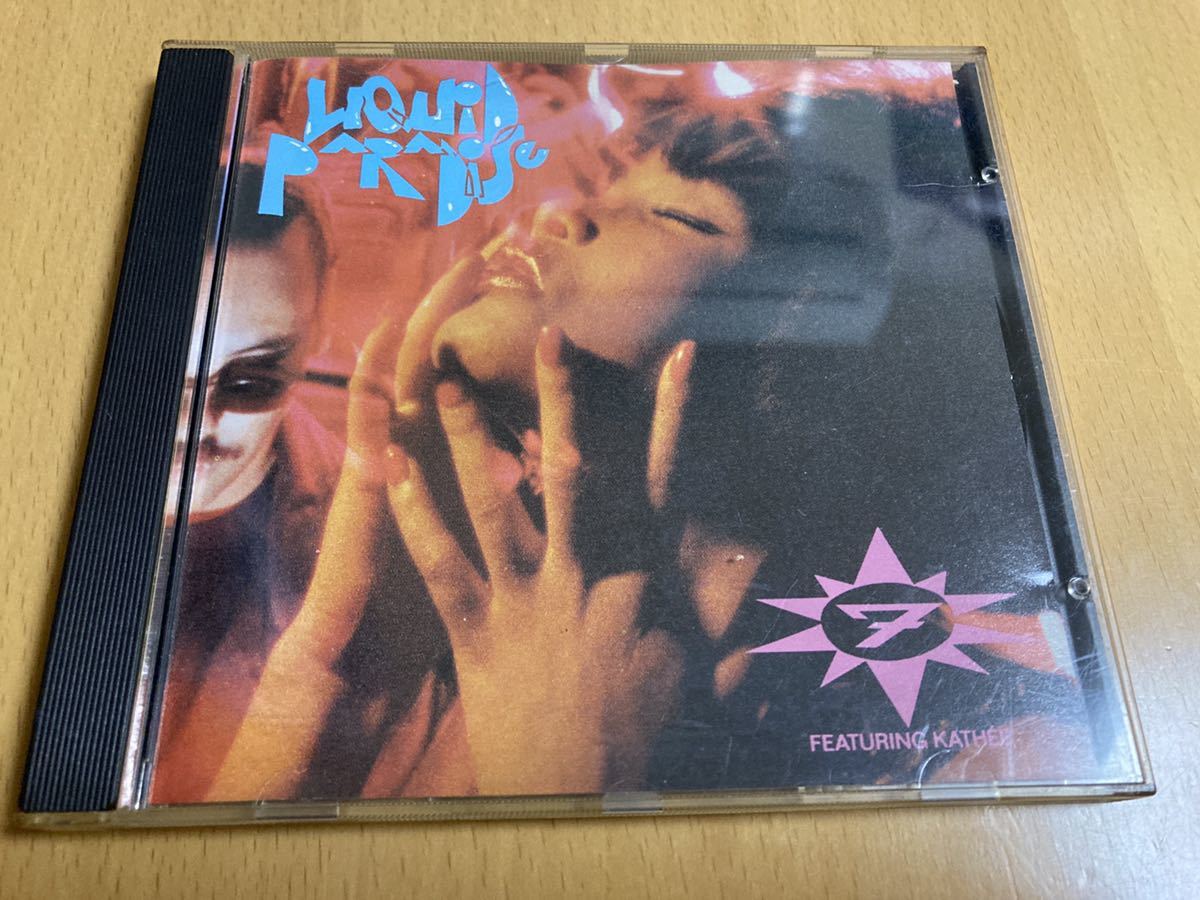 LIQUID
PARADISE
7
FEATURING KATHE